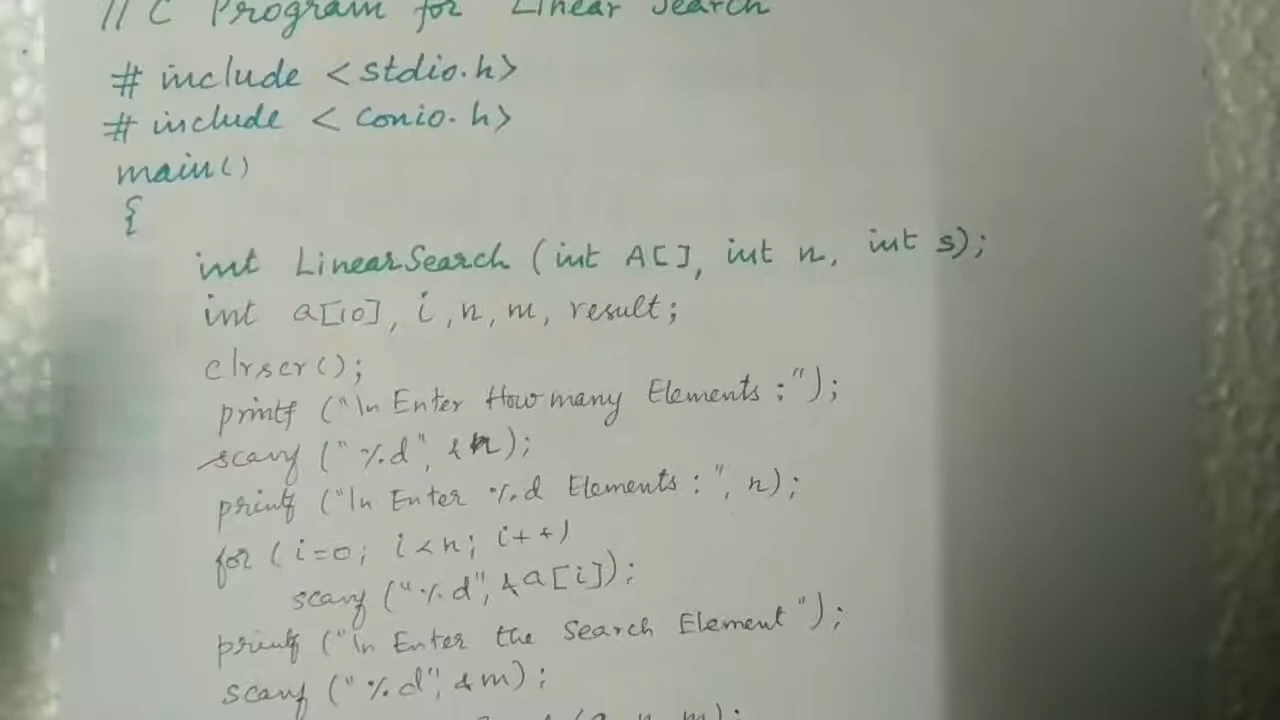 // C Program for Linear Search
# include <stdio.h>
# include < conio.h>
main()
{
int LinearSearch (int A[], int n, int s);
int a[10], i, n, m, result;
clrscr();
printf ("\n Enter How many Elements :");
scanf ("%d", &n);
printf ("\n Enter %d Elements : ", n);
for (i=0; i<n; i++)
scanf ("%d", &a[i]);
printf ("\n Enter the Search Element ");
scanf ("%d", &m);
(a, n, m);